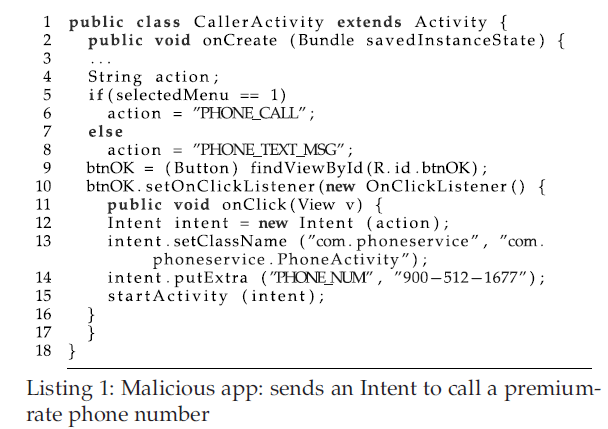 1 public class CallerActivity extends Activity {
2 public void onCreate (Bundle savedInstanceState) {
3 ...
4 String action;
5 if(selectedMenu == 1)
6 action = "PHONE_CALL";
7 else
8 action = "PHONE_TEXT_MSG";
9 btnOK = (Button) findViewById(R.id.btnOK);
10 btnOK.setOnClickListener(new OnClickListener() {
11 public void onClick(View v) {
12 Intent intent = new Intent (action);
13 intent.setClassName ("com.phoneservice", "com.
phoneservice.PhoneActivity");
14 intent.putExtra ("PHONE_NUM", "900-512-1677");
15 startActivity (intent);
16 }
17 }
18 }
Listing 1: Malicious app: sends an Intent to call a premium-
rate phone number